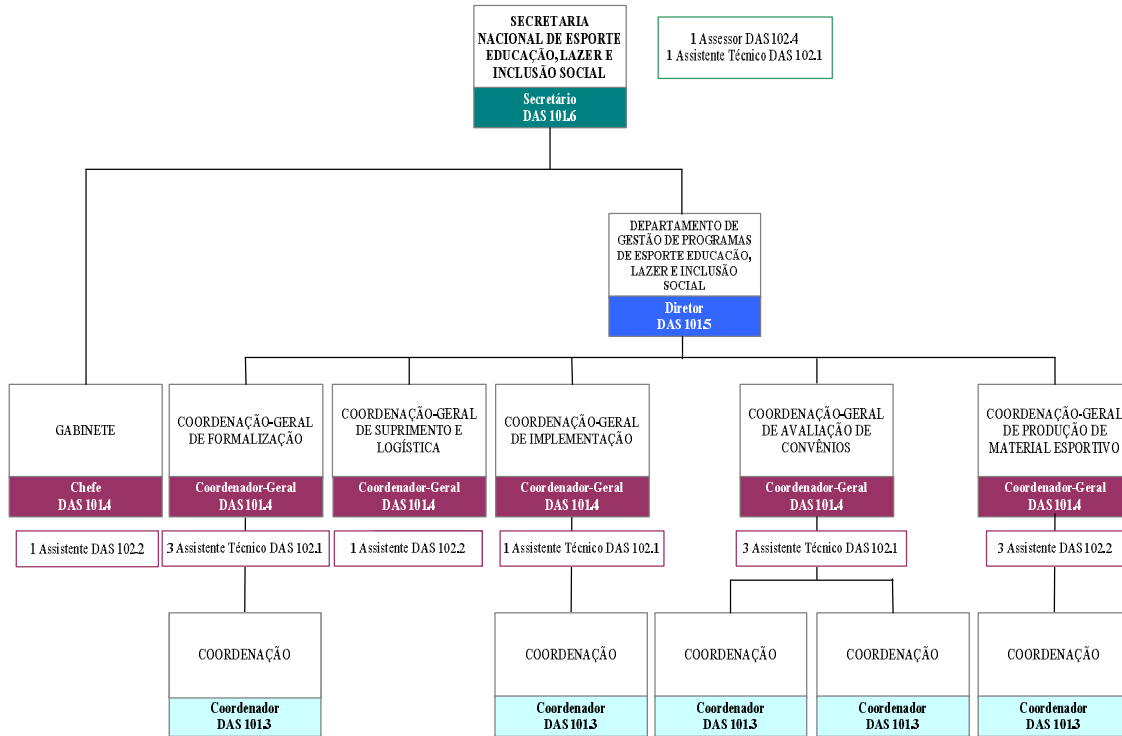 SECRETARIA
NACIONAL DE ESPORTE
EDUCAÇÃO, LAZER E
INCLUSÃO SOCIAL
Secretário
DAS 101.6
1 Assessor DAS 102.4
1 Assistente Técnico DAS 102.1
DEPARTAMENTO DE
GESTÃO DE PROGRAMAS
DE ESPORTE EDUCACÃO,
LAZER E INCLUSÃO
SOCIAL
Diretor
DAS 101.5
GABINETE
Chefe
DAS 101.4
1 Assistente DAS 102.2
COORDENAÇÃO-GERAL
DE FORMALIZAÇÃO
Coordenador-Geral
DAS 101.4
3 Assistente Técnico DAS 102.1
COORDENAÇÃO-GERAL
DE SUPRIMENTO E
LOGÍSTICA
Coordenador-Geral
DAS 101.4
1 Assistente DAS 102.2
COORDENAÇÃO-GERAL
DE IMPLEMENTAÇÃO
Coordenador-Geral
DAS 101.4
1 Assistente Técnico DAS 102.1
COORDENAÇÃO-GERAL
DE AVALIAÇÃO DE
CONVÊNIOS
Coordenador-Geral
DAS 101.4
3 Assistente Técnico DAS 102.1
COORDENAÇÃO-GERAL
DE PRODUÇÃO DE
MATERIAL ESPORTIVO
Coordenador-Geral
DAS 101.4
3 Assistente DAS 102.2
COORDENAÇÃO
Coordenador
DAS 101.3
COORDENAÇÃO
Coordenador
DAS 101.3
COORDENAÇÃO
Coordenador
DAS 101.3
COORDENAÇÃO
Coordenador
DAS 101.3
COORDENAÇÃO
Coordenador
DAS 101.3